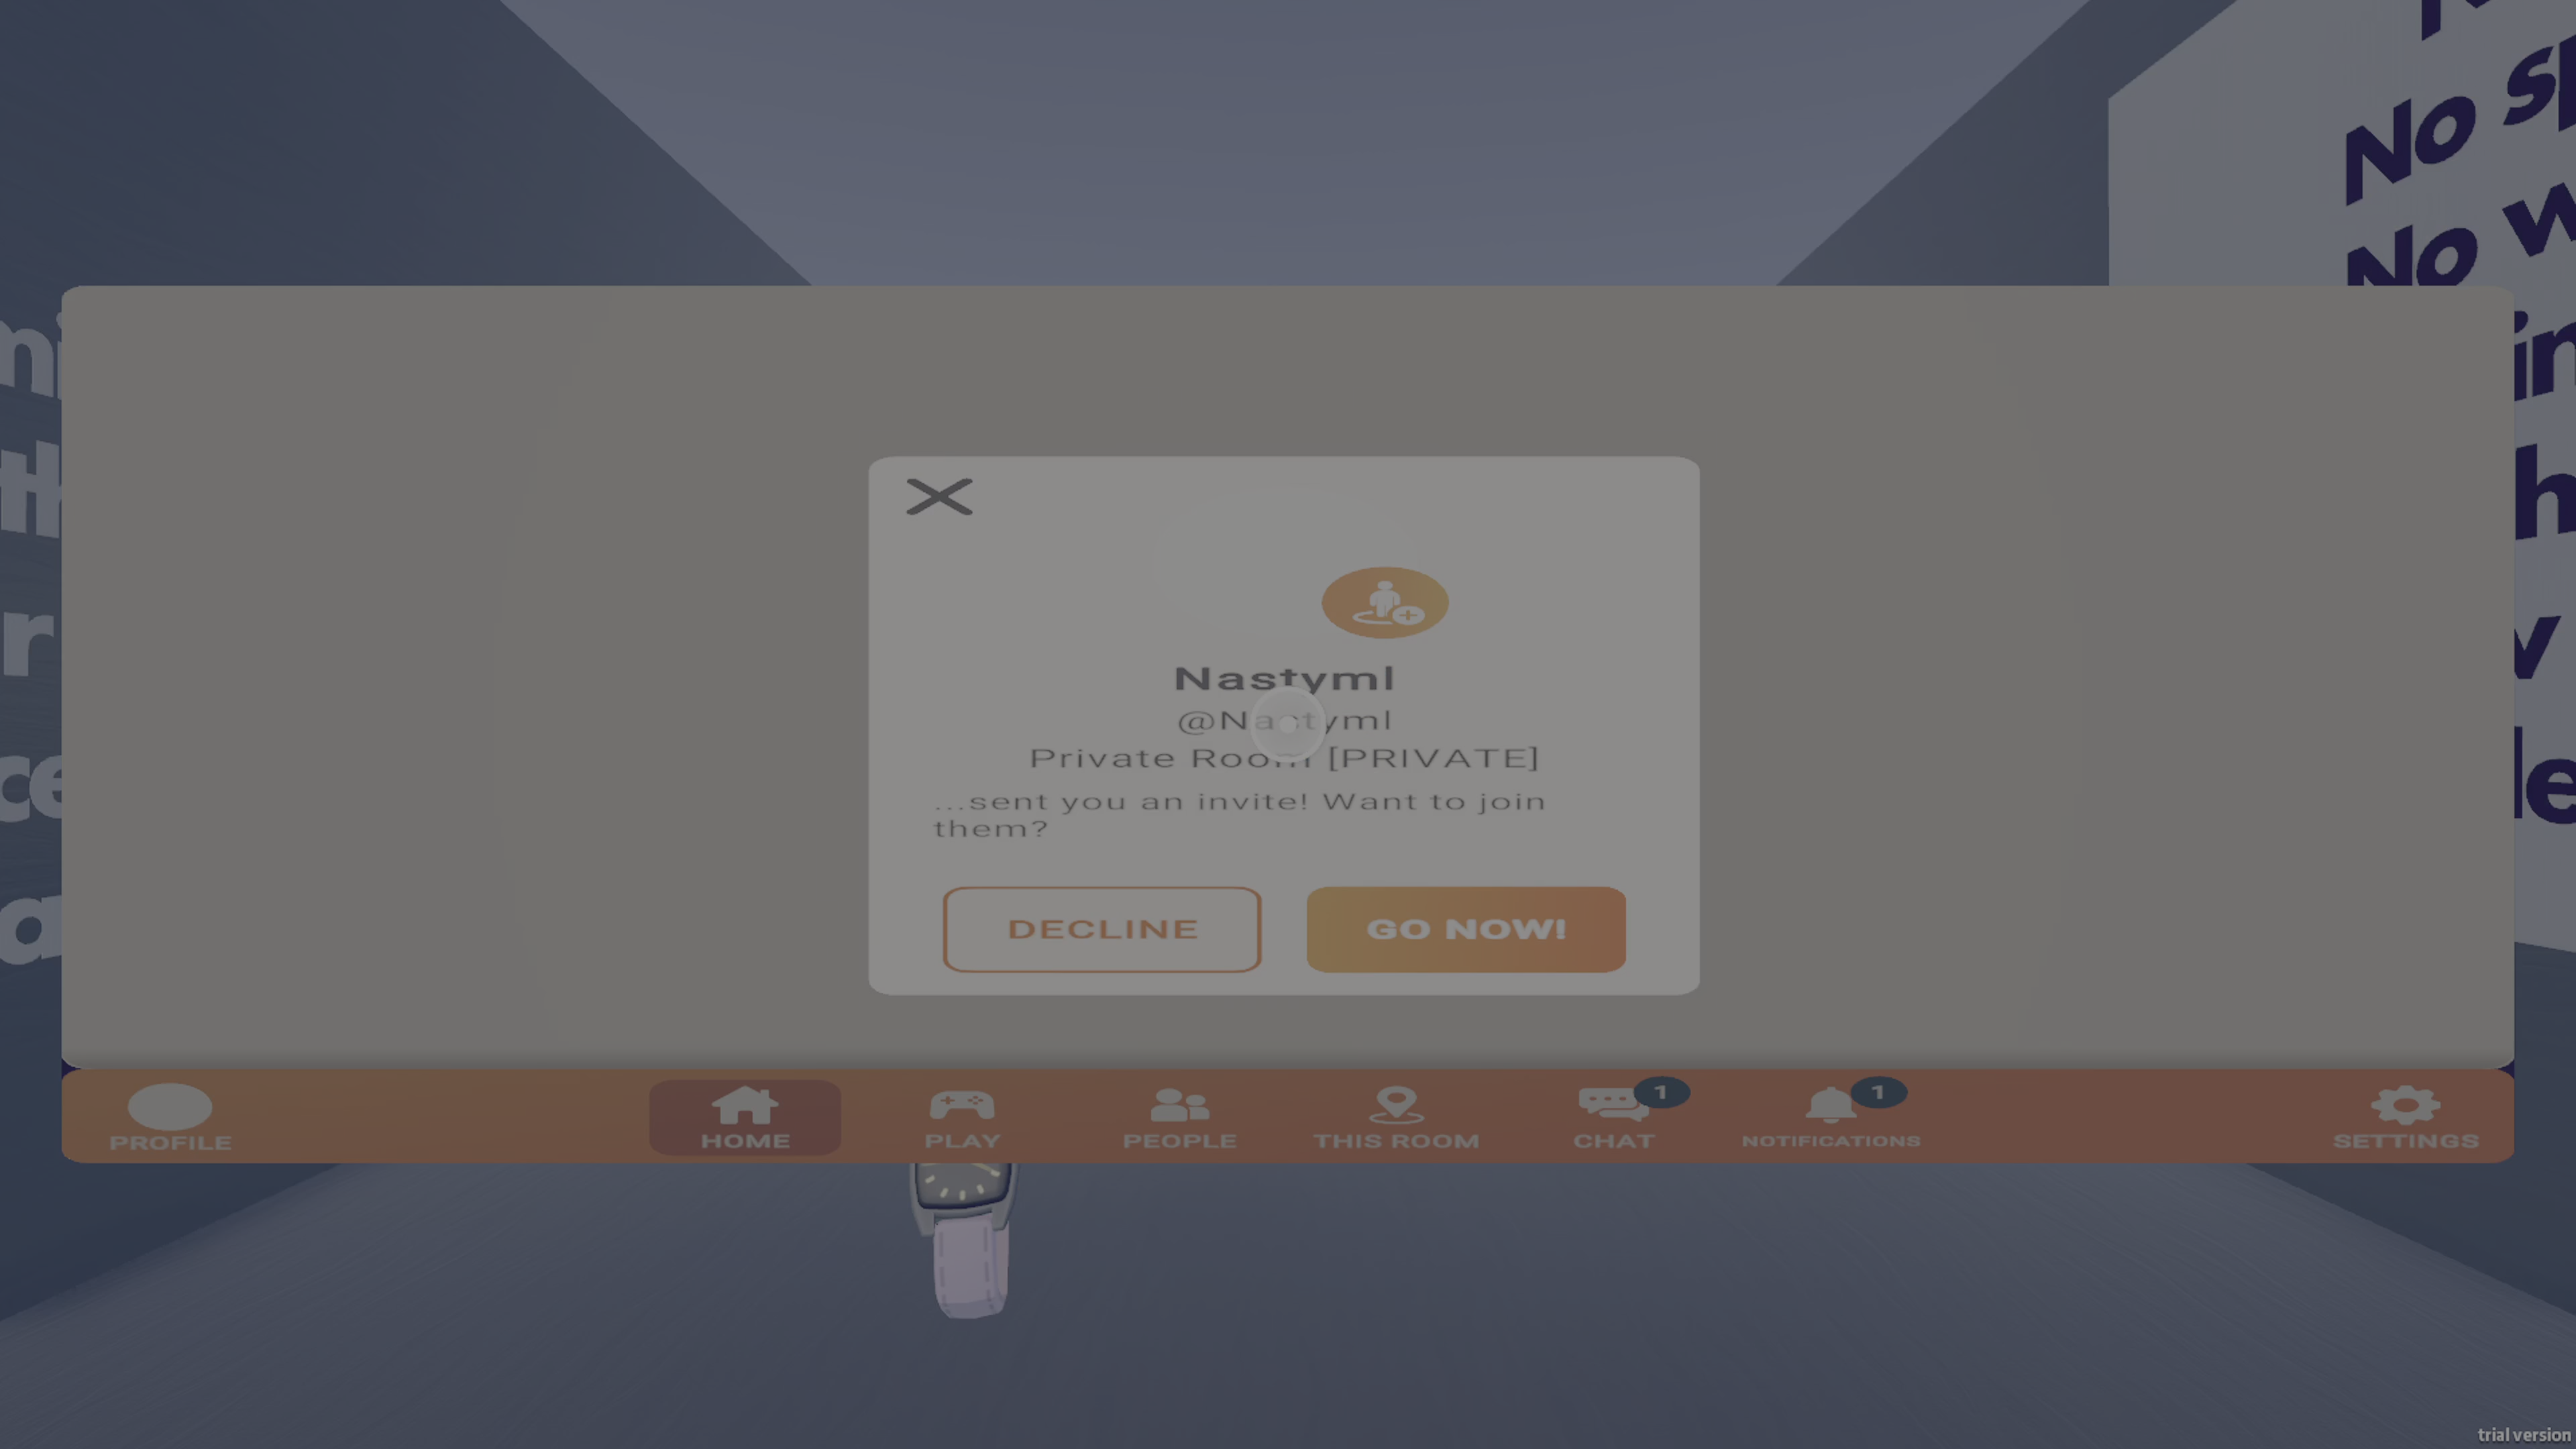 No
No
Nastyml
@Nastyml
Private Room [PRIVATE]
...sent you an invite! Want to join
them?
DECLINE
GO NOW!
PROFILE
HOME
PLAY
PEOPLE
THIS ROOM
CHAT
1
NOTIFICATIONS
1
SETTINGS
trial version